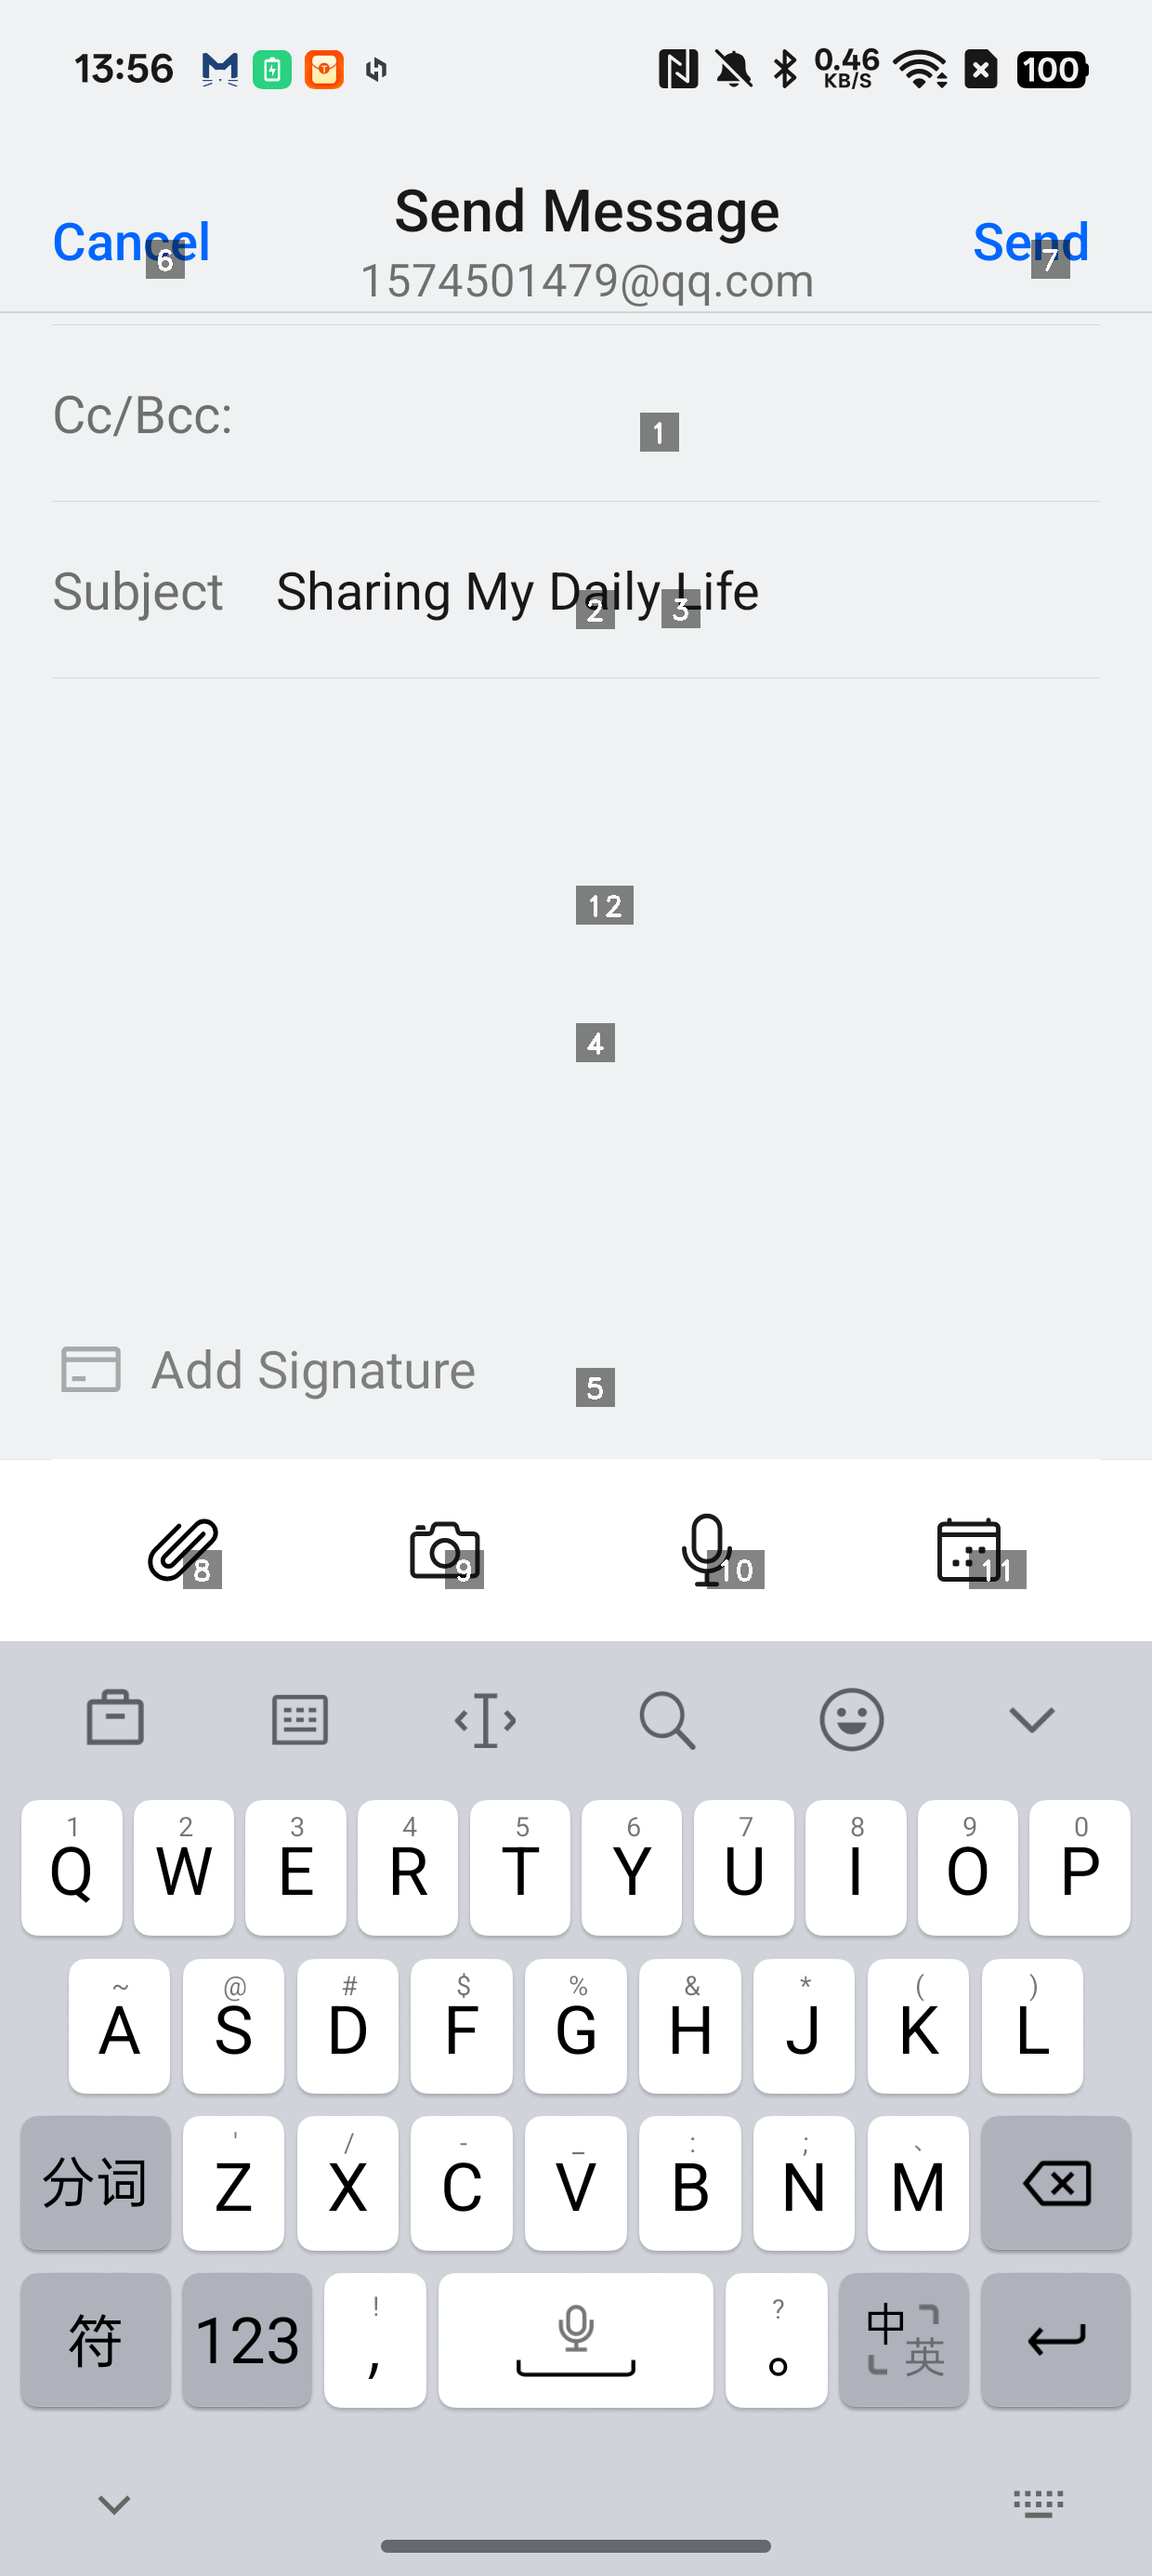 13:56 0.46 KB/S 100
Cancel Send Message Send
6 7
1574501479@qq.com
Cc/Bcc:
1
Subject Sharing My Daily Life
2 3
12
4
Add Signature
5
8 9 10 11
1 2 3 4 5 6 7 8 9 0
Q W E R T Y U I O P
~ @ # $ % & * ( )
A S D F G H J K L
' / - _ : ; 、
分词 Z X C V B N M
! ?
符 123 , 。 中 英